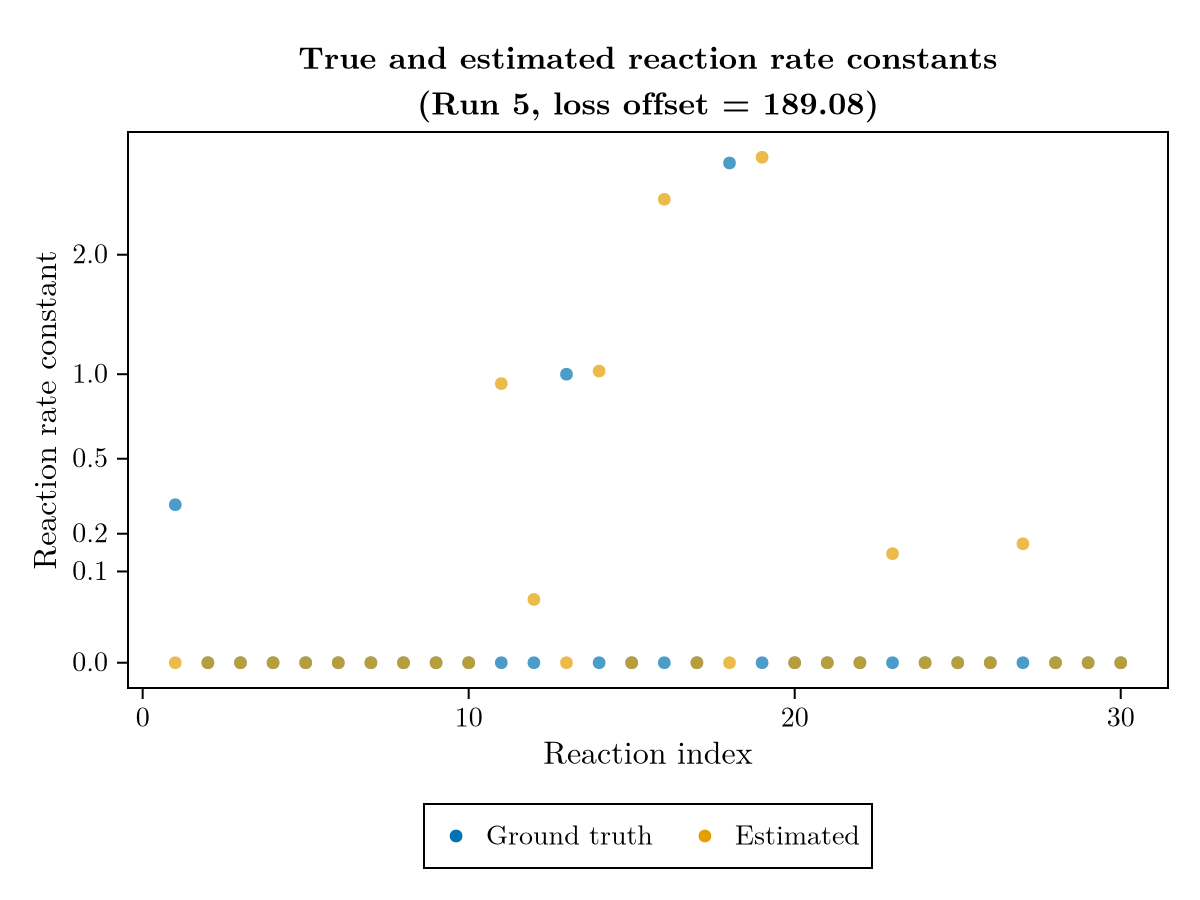 True and estimated reaction rate constants
(Run 5, loss offset = 189.08)
Reaction rate constant
2.0
1.0
0.5
0.2
0.1
0.0
0 10 20 30
Reaction index
Ground truth Estimated